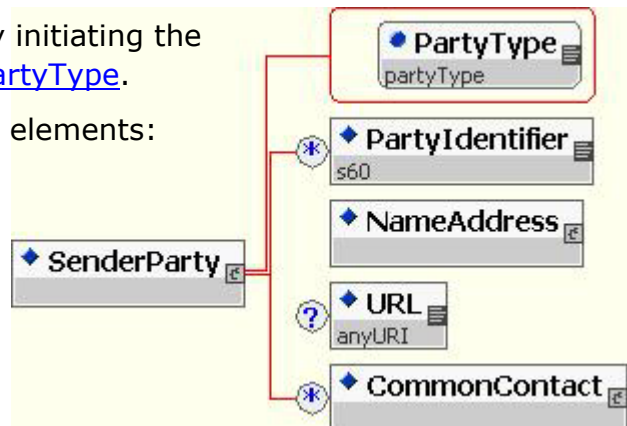 y initiating the
artyType.
elements:
PartyType
partyType
* PartyIdentifier
s60
NameAddress
SenderParty
? URL
anyURI
* CommonContact